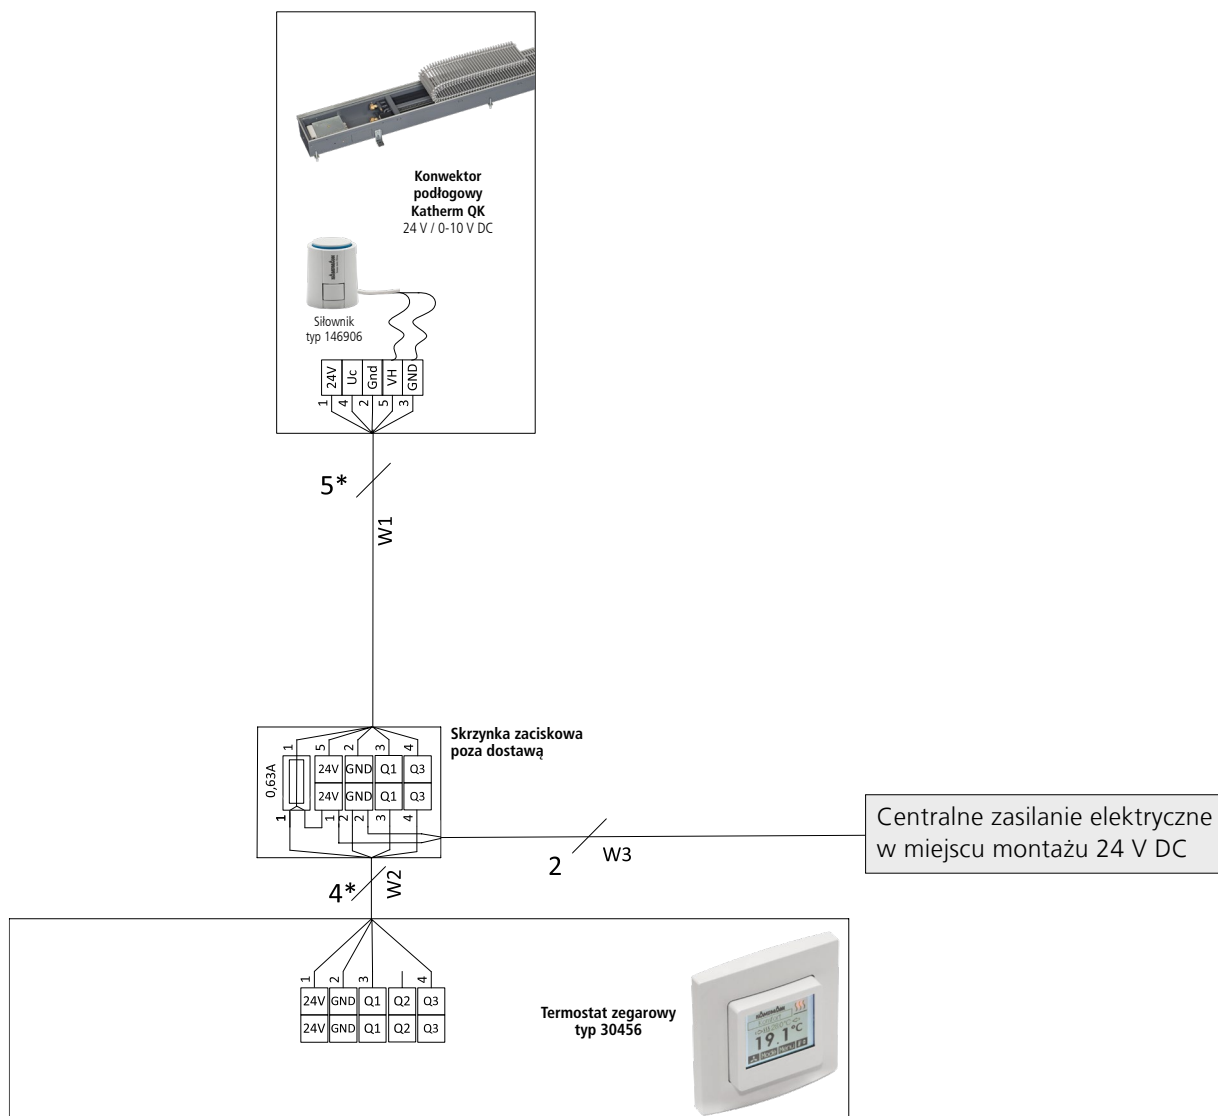 Konwektor
podłogowy
Katherm QK
24 V / 0-10 V DC
Siłownik
typ 146906
24V Uc Gnd VH GND
1 4 2 5 3
5*
W1
Skrzynka zaciskowa
poza dostawą
1 5 2 3 4
0,63A
24V GND Q1 Q3
24V GND Q1 Q3
1 1 2 2 3 4
Centralne zasilanie elektryczne
w miejscu montażu 24 V DC
2 W3
4* W2
1 2 3 4
24V GND Q1 Q2 Q3
24V GND Q1 Q2 Q3
Termostat zegarowy
typ 30456
19.1°C